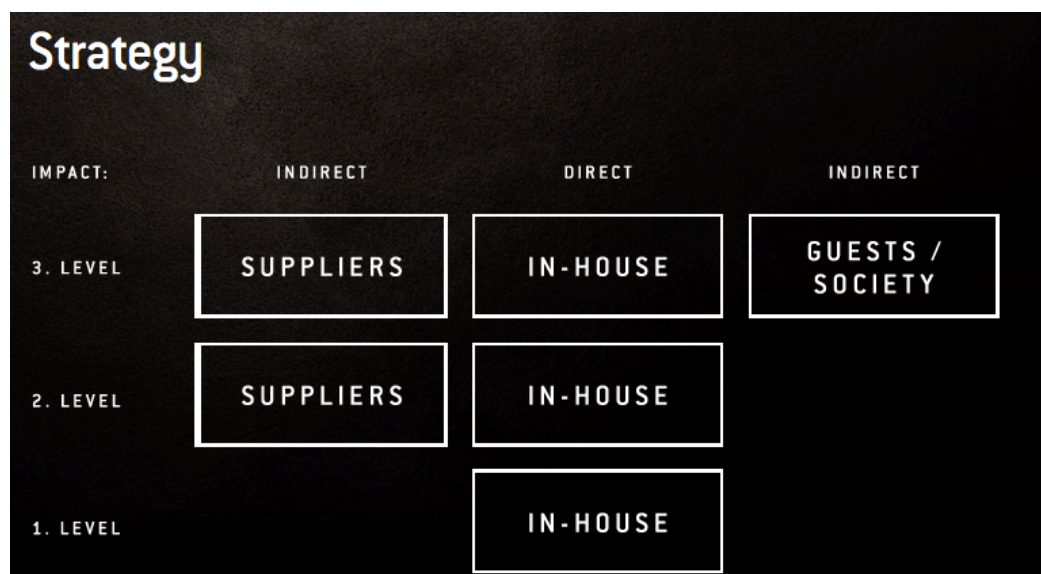 Strategy
IMPACT: INDIRECT DIRECT INDIRECT
3. LEVEL SUPPLIERS IN-HOUSE GUESTS /
SOCIETY
2. LEVEL SUPPLIERS IN-HOUSE
1. LEVEL IN-HOUSE